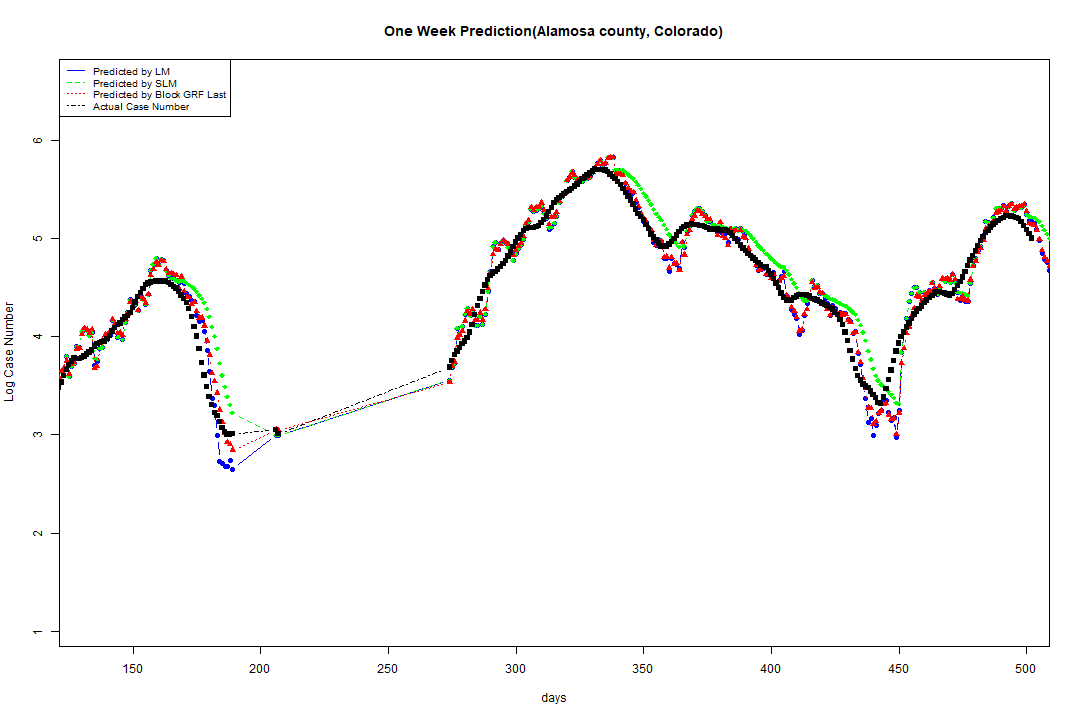 One Week Prediction(Alamosa county, Colorado)
Predicted by LM
Predicted by SLM
Predicted by Block GRF Last
Actual Case Number
Log Case Number
6
5
4
3
2
1
150 200 250 300 350 400 450 500
days